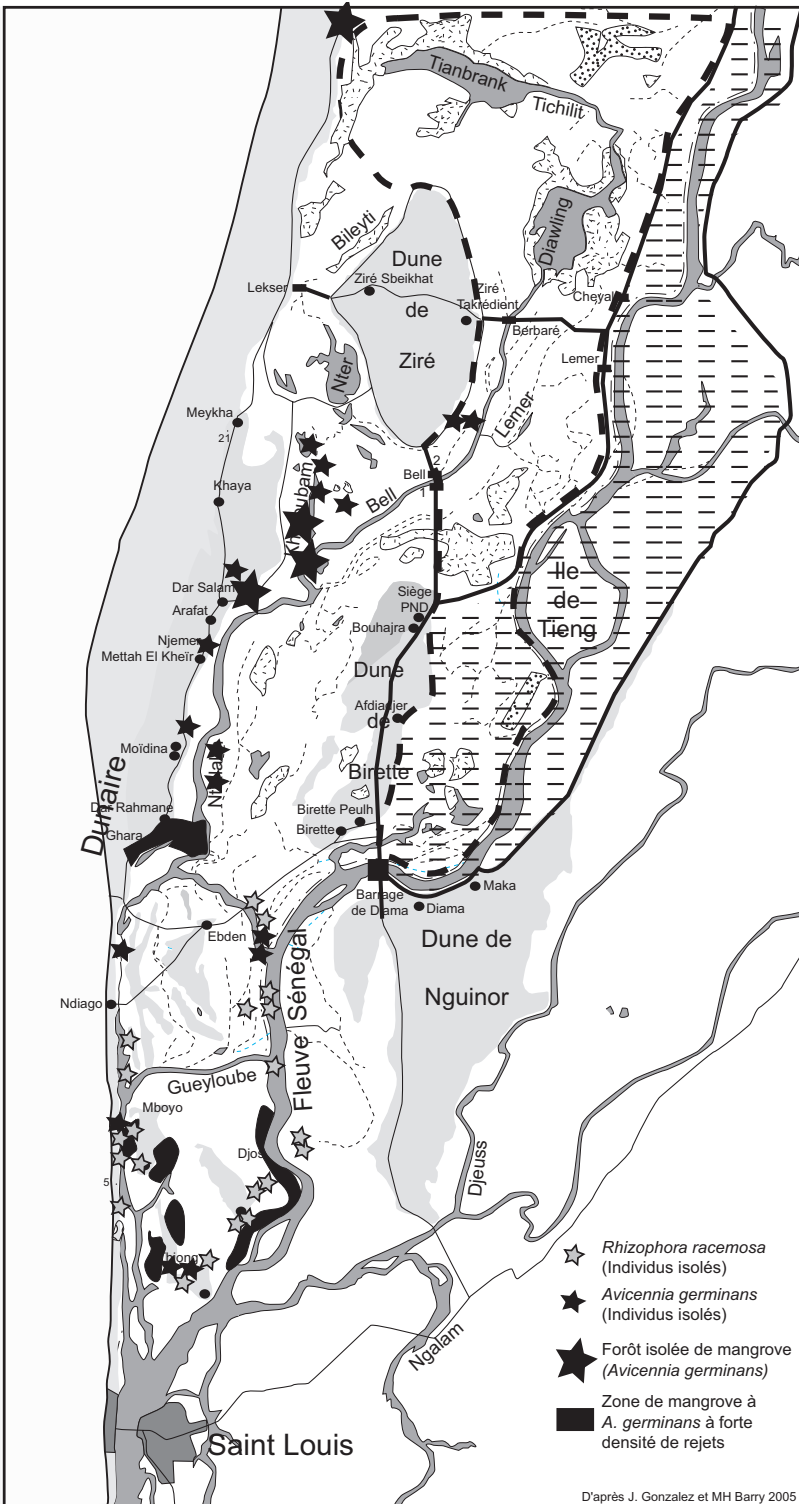 Tianbrank
Tichilit
Bileyti
Diawling
Dune
de
Ziré
Ziré Sbeikhat
Lekser
Ziré
Takrédient
Cheyal
Berbaré
Lemer
Nter
Lemer
Meykha
21
Khaya
Bell
2
1
Bell
Dar Salam
Arafat
Njemer
Mettah El Kheïr
Siège
PND
Bouhajra
Ile
de
Tïeng
Dune
de
Birette
Afdiadjer
Moïdina
Dunaire
Dar Rahmane
Ghara
Birette Peulh
Birette
Barrage
de Diama
Diama
Maka
Ebden
Dune de
Nguinor
Fleuve Sénégal
Ndiago
Gueyloube
Mboyo
Djos
5
Djeuss
Ngalam
Saint Louis
Rhizophora racemosa
(Individus isolés)
Avicennia germinans
(Individus isolés)
Forôt isolée de mangrove
(Avicennia germinans)
Zone de mangrove à
A. germinans à forte
densité de rejets
D'après J. Gonzalez et MH Barry 2005